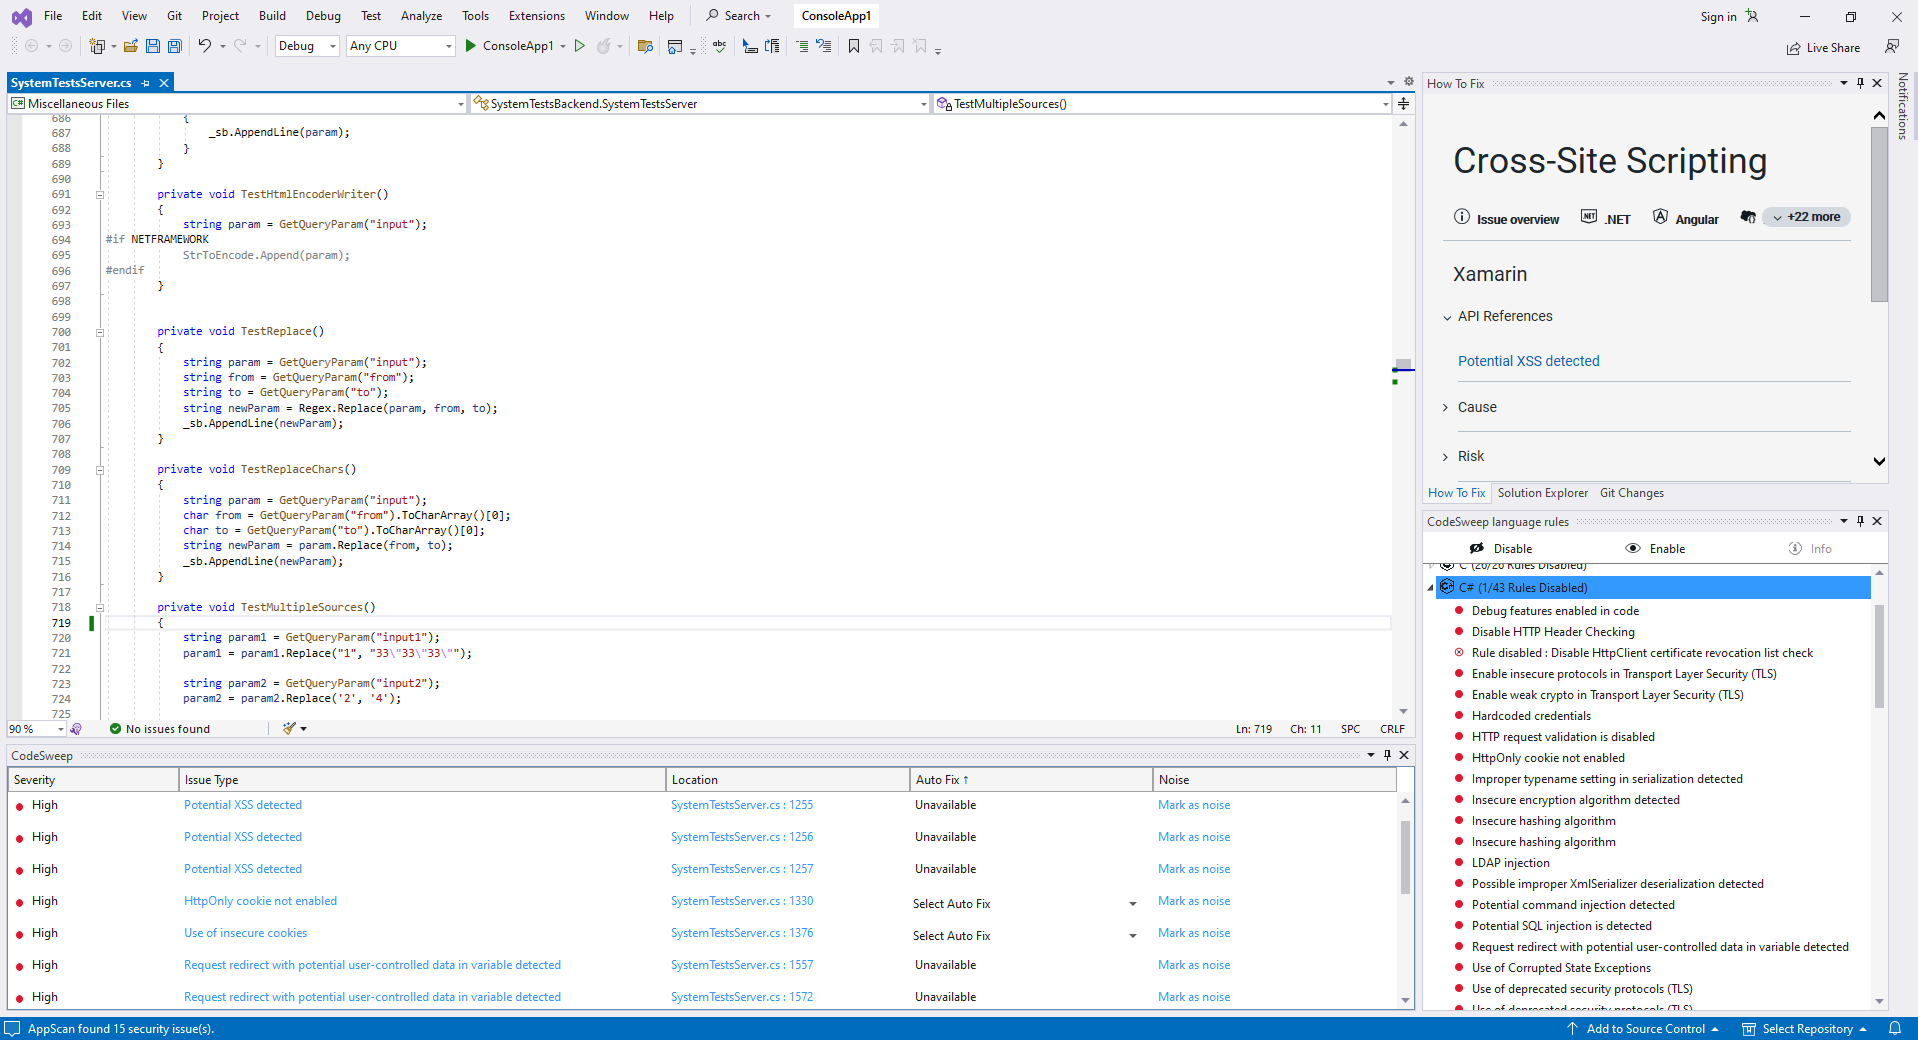 File Edit View Git Project Build Debug Test Analyze Tools Extensions Window Help Search ConsoleApp1 Sign in
Debug Any CPU ConsoleApp1 Live Share
SystemTestsServer.cs
Miscellaneous Files SystemTestsBackend.SystemTestsServer TestMultipleSources()
686 {
687 _sb.AppendLine(param);
688 }
689 }
690
691 private void TestHtmlEncoderWriter()
692 {
693 string param = GetQueryParam("input");
694 #if NETFRAMEWORK
695 StrToEncode.Append(param);
696 #endif
697 }
698
699
700 private void TestReplace()
701 {
702 string param = GetQueryParam("input");
703 string from = GetQueryParam("from");
704 string to = GetQueryParam("to");
705 string newParam = Regex.Replace(param, from, to);
706 _sb.AppendLine(newParam);
707 }
708
709 private void TestReplaceChars()
710 {
711 string param = GetQueryParam("input");
712 char from = GetQueryParam("from").ToCharArray()[0];
713 char to = GetQueryParam("to").ToCharArray()[0];
714 string newParam = param.Replace(from, to);
715 _sb.AppendLine(newParam);
716 }
717
718 private void TestMultipleSources()
719 {
720 string param1 = GetQueryParam("input1");
721 param1 = param1.Replace("1", "33\"33\"33\"");
722
723 string param2 = GetQueryParam("input2");
724 param2 = param2.Replace('2', '4');
725
90 % No issues found Ln: 719 Ch: 11 SPC CRLF
CodeSweep
Severity Issue Type Location Auto Fix ↑ Noise
High Potential XSS detected SystemTestsServer.cs : 1255 Unavailable Mark as noise
High Potential XSS detected SystemTestsServer.cs : 1256 Unavailable Mark as noise
High Potential XSS detected SystemTestsServer.cs : 1257 Unavailable Mark as noise
High HttpOnly cookie not enabled SystemTestsServer.cs : 1330 Select Auto Fix Mark as noise
High Use of insecure cookies SystemTestsServer.cs : 1376 Select Auto Fix Mark as noise
High Request redirect with potential user-controlled data in variable detected SystemTestsServer.cs : 1557 Unavailable Mark as noise
High Request redirect with potential user-controlled data in variable detected SystemTestsServer.cs : 1572 Unavailable Mark as noise
How To Fix
Notifications
Cross-Site Scripting
Issue overview .NET .NET Angular +22 more
Xamarin
API References
Potential XSS detected
Cause
Risk
How To Fix Solution Explorer Git Changes
CodeSweep language rules
Disable Enable Info
C (26/26 Rules Disabled)
C# (1/43 Rules Disabled)
Debug features enabled in code
Disable HTTP Header Checking
Rule disabled : Disable HttpClient certificate revocation list check
Enable insecure protocols in Transport Layer Security (TLS)
Enable weak crypto in Transport Layer Security (TLS)
Hardcoded credentials
HTTP request validation is disabled
HttpOnly cookie not enabled
Improper typename setting in serialization detected
Insecure encryption algorithm detected
Insecure hashing algorithm
Insecure hashing algorithm
LDAP injection
Possible improper XmlSerializer deserialization detected
Potential command injection detected
Potential SQL injection is detected
Request redirect with potential user-controlled data in variable detected
Use of Corrupted State Exceptions
Use of deprecated security protocols (TLS)
Use of deprecated security protocols (TLS)
AppScan found 15 security issue(s). Add to Source Control Select Repository